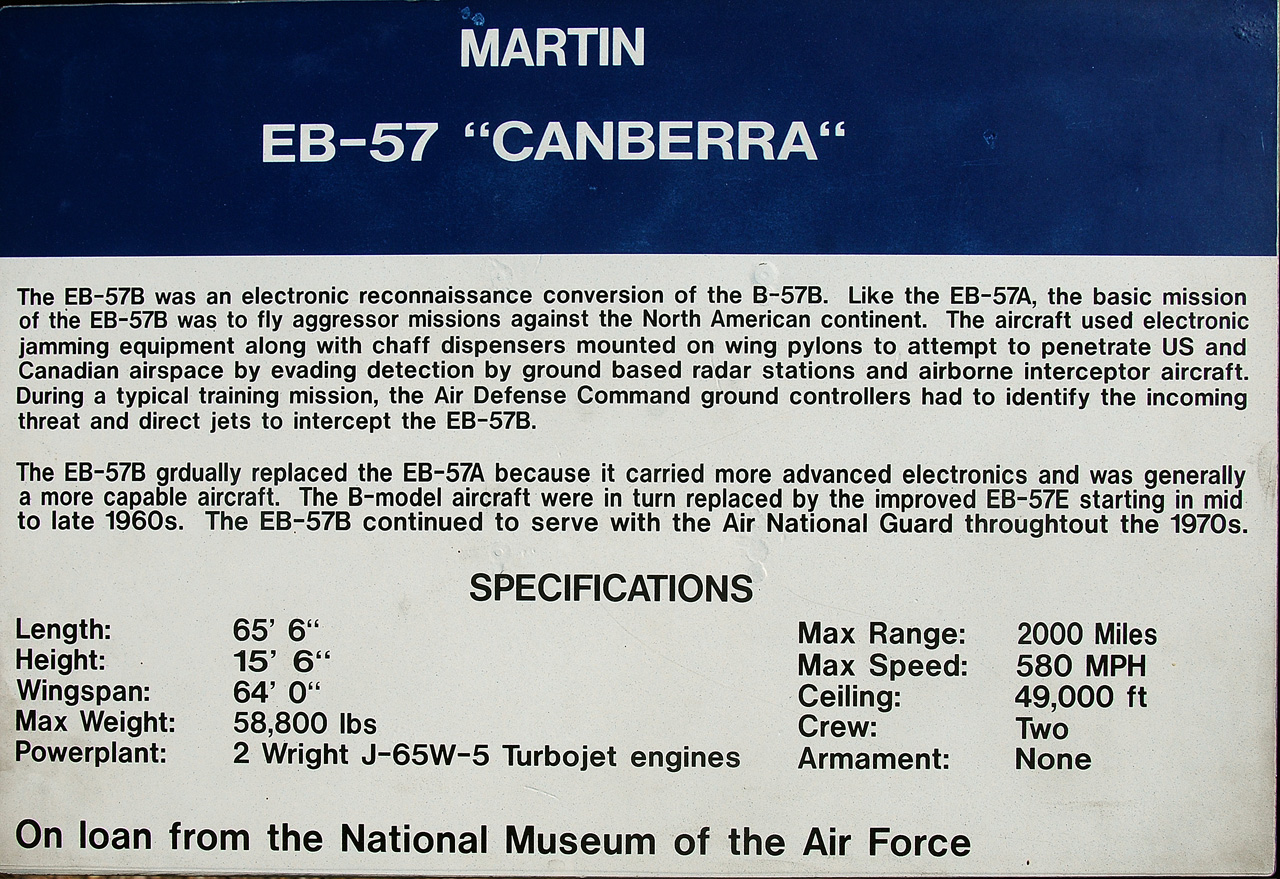 MARTIN
EB-57 “CANBERRA“
The EB-57B was an electronic reconnaissance conversion of the B-57B. Like the EB-57A, the basic mission
of the EB-57B was to fly aggressor missions against the North American continent. The aircraft used electronic
jamming equipment along with chaff dispensers mounted on wing pylons to attempt to penetrate US and
Canadian airspace by evading detection by ground based radar stations and airborne interceptor aircraft.
During a typical training mission, the Air Defense Command ground controllers had to identify the incoming
threat and direct jets to intercept the EB-57B.
The EB-57B grdually replaced the EB-57A because it carried more advanced electronics and was generally
a more capable aircraft. The B-model aircraft were in turn replaced by the improved EB-57E starting in mid
to late 1960s. The EB-57B continued to serve with the Air National Guard throughtout the 1970s.
SPECIFICATIONS
Length: 65’ 6“
Height: 15’ 6“
Wingspan: 64’ 0“
Max Weight: 58,800 lbs
Powerplant: 2 Wright J-65W-5 Turbojet engines
Max Range: 2000 Miles
Max Speed: 580 MPH
Ceiling: 49,000 ft
Crew: Two
Armament: None
On loan from the National Museum of the Air Force